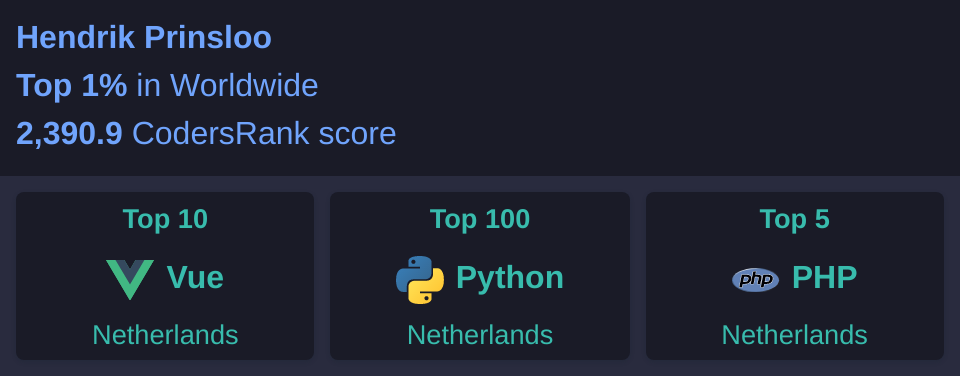 Hendrik Prinsloo
Top 1% in Worldwide
2,390.9 CodersRank score
Top 10
Vue
Netherlands
Top 100
Python
Netherlands
Top 5
php PHP
Netherlands